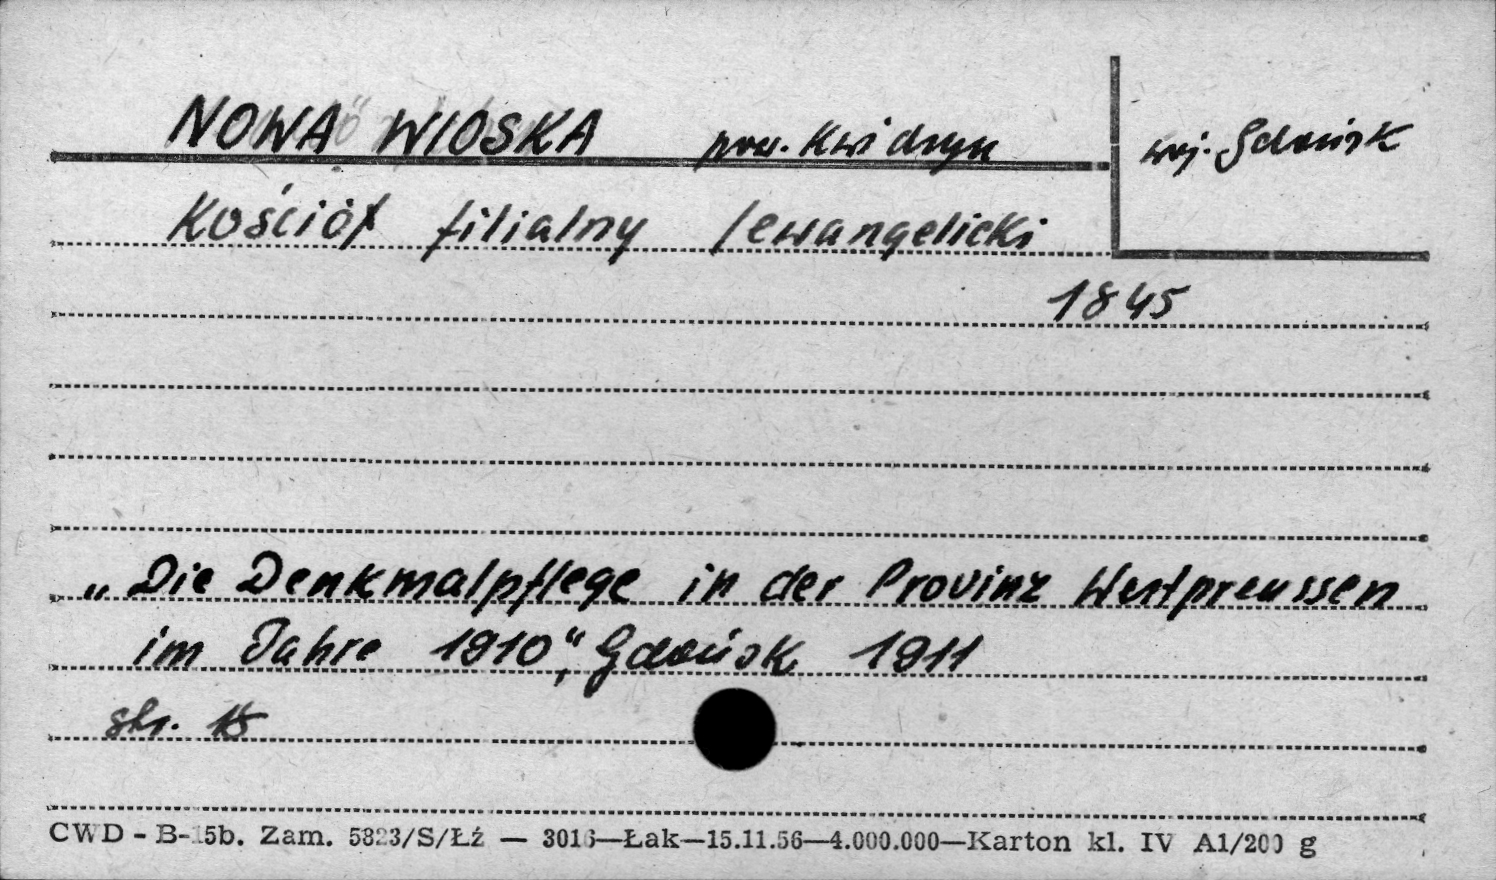 NOWA WIOSKA pow. Kwidzyn
woj. Gdańsk
Kościół filialny /ewangelicki
1845
„Die Denkmalpflege in der Provinz Westpreussen
im Jahre 1910“, Gdańsk 1911
str. 15
CWD - B-15b. Zam. 5823/S/Łź — 3016—Łak—15.11.56—4.000.000—Karton kl. IV A1/200 g